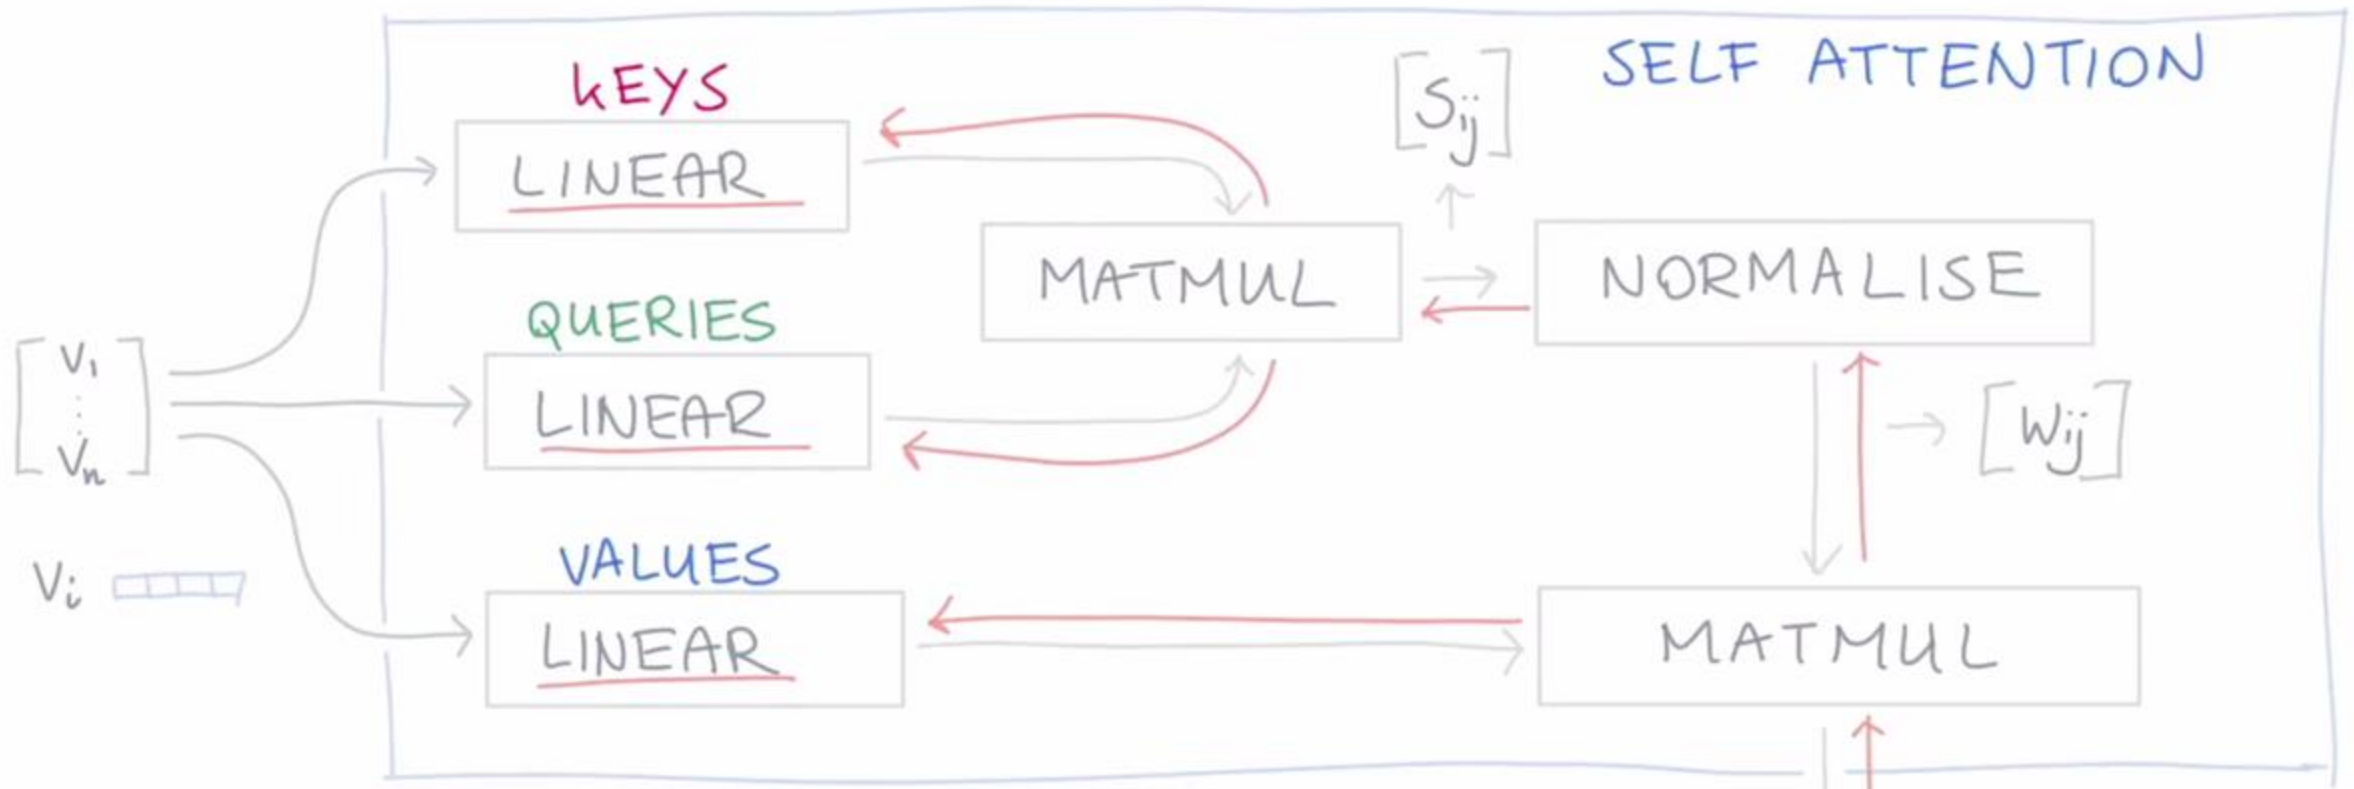 SELF ATTENTION
KEYS
LINEAR
[Sij]
MATMUL
NORMALISE
QUERIES
LINEAR
V1
⋮
Vn
[Wij]
Vi
VALUES
LINEAR
MATMUL